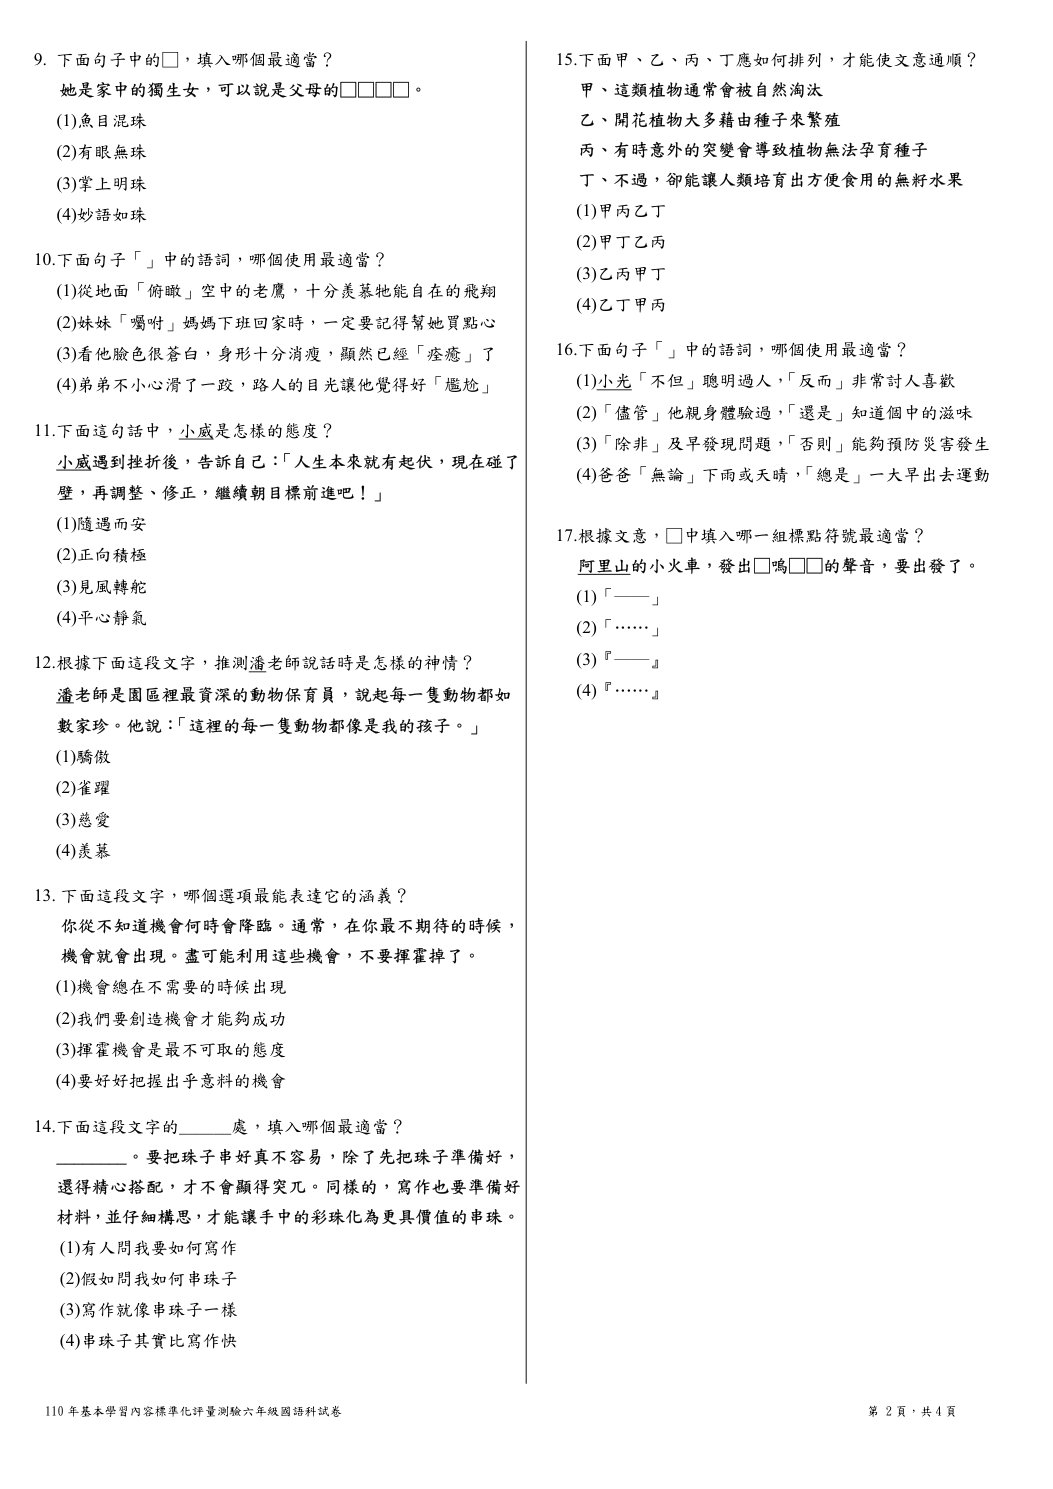 9. 下面句子中的□，填入哪個最適當？
她是家中的獨生女，可以說是父母的□□□□。
(1)魚目混珠
(2)有眼無珠
(3)掌上明珠
(4)妙語如珠
10.下面句子「」中的語詞，哪個使用最適當？
(1)從地面「俯瞰」空中的老鷹，十分羨慕牠能自在的飛翔
(2)妹妹「囑咐」媽媽下班回家時，一定要記得幫她買點心
(3)看他臉色很蒼白，身形十分消瘦，顯然已經「痊癒」了
(4)弟弟不小心滑了一跤，路人的目光讓他覺得好「尷尬」
11.下面這句話中，小威是怎樣的態度？
小威遇到挫折後，告訴自己：「人生本來就有起伏，現在碰了
壁，再調整、修正，繼續朝目標前進吧！」
(1)隨遇而安
(2)正向積極
(3)見風轉舵
(4)平心靜氣
12.根據下面這段文字，推測潘老師說話時是怎樣的神情？
潘老師是園區裡最資深的動物保育員，說起每一隻動物都如
數家珍。他說：「這裡的每一隻動物都像是我的孩子。」
(1)驕傲
(2)雀躍
(3)慈愛
(4)羨慕
13. 下面這段文字，哪個選項最能表達它的涵義？
你從不知道機會何時會降臨。通常，在你最不期待的時候，
機會就會出現。盡可能利用這些機會，不要揮霍掉了。
(1)機會總在不需要的時候出現
(2)我們要創造機會才能夠成功
(3)揮霍機會是最不可取的態度
(4)要好好把握出乎意料的機會
14.下面這段文字的______處，填入哪個最適當？
________。要把珠子串好真不容易，除了先把珠子準備好，
還得精心搭配，才不會顯得突兀。同樣的，寫作也要準備好
材料，並仔細構思，才能讓手中的彩珠化為更具價值的串珠。
(1)有人問我要如何寫作
(2)假如問我如何串珠子
(3)寫作就像串珠子一樣
(4)串珠子其實比寫作快
15.下面甲、乙、丙、丁應如何排列，才能使文意通順？
甲、這類植物通常會被自然淘汰
乙、開花植物大多藉由種子來繁殖
丙、有時意外的突變會導致植物無法孕育種子
丁、不過，卻能讓人類培育出方便食用的無籽水果
(1)甲丙乙丁
(2)甲丁乙丙
(3)乙丙甲丁
(4)乙丁甲丙
16.下面句子「」中的語詞，哪個使用最適當？
(1)小光「不但」聰明過人，「反而」非常討人喜歡
(2)「儘管」他親身體驗過，「還是」知道個中的滋味
(3)「除非」及早發現問題，「否則」能夠預防災害發生
(4)爸爸「無論」下雨或天晴，「總是」一大早出去運動
17.根據文意，□中填入哪一組標點符號最適當？
阿里山的小火車，發出□嗚□□的聲音，要出發了。
(1)「——」
(2)「……」
(3)『——』
(4)『……』
110 年基本學習內容標準化評量測驗六年級國語科試卷
第 2 頁，共 4 頁